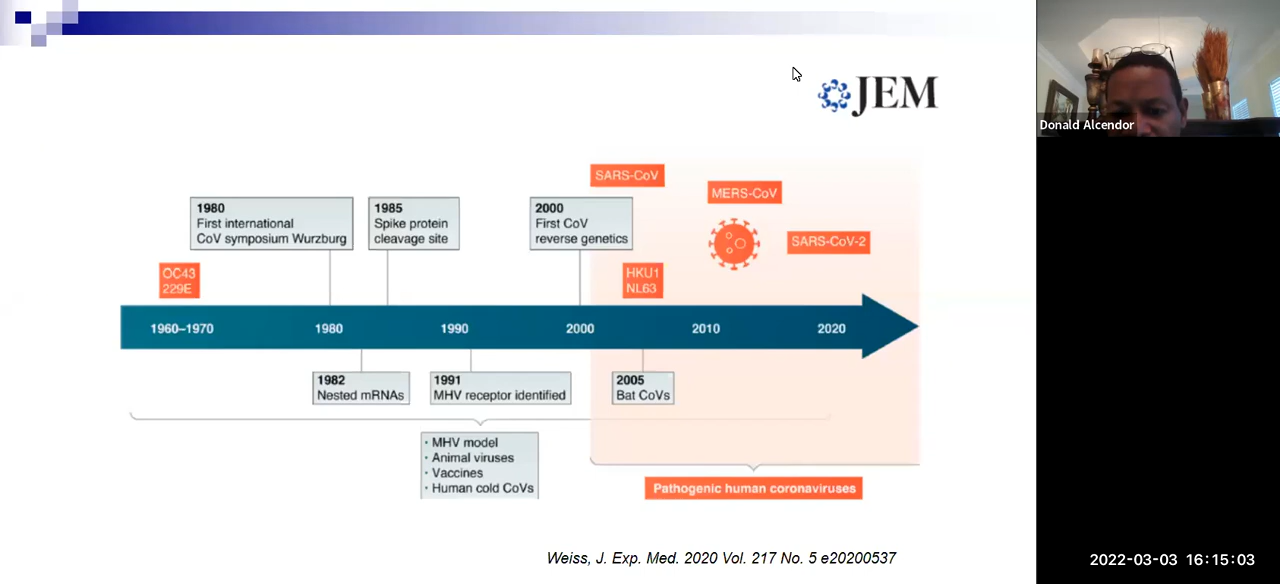 JEM
Donald Alcendor
SARS-CoV
MERS-CoV
1980
First international
CoV symposium Wurzburg
1985
Spike protein
cleavage site
2000
First CoV
reverse genetics
SARS-CoV-2
OC43
229E
HKU1
NL63
1960–1970
1980
1990
2000
2010
2020
1982
Nested mRNAs
1991
MHV receptor identified
2005
Bat CoVs
· MHV model
· Animal viruses
· Vaccines
· Human cold CoVs
Pathogenic human coronaviruses
Weiss, J. Exp. Med. 2020 Vol. 217 No. 5 e20200537
2022-03-03 16:15:03